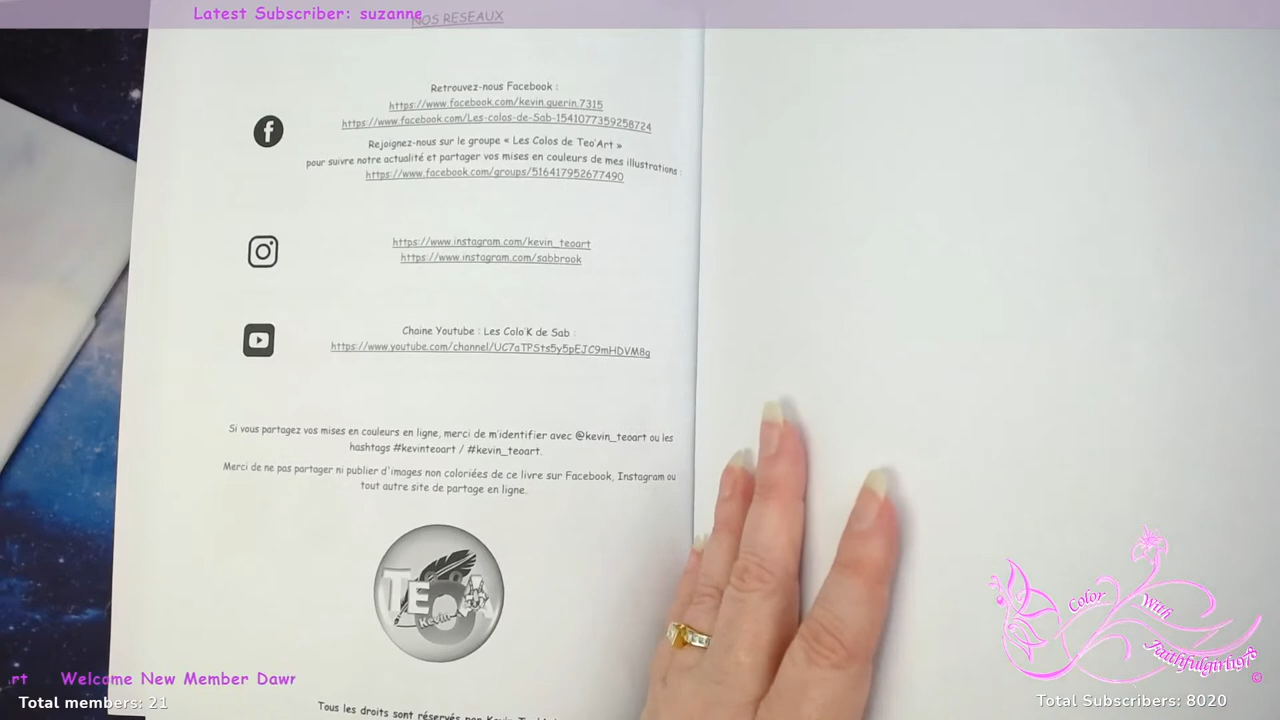 Latest Subscriber: suzanne
NOS RESEAUX
Retrouvez-nous Facebook :
https://www.facebook.com/kevin.guerin.7315
https://www.facebook.com/Les-colos-de-Sab-1541077359258724
Rejoignez-nous sur le groupe « Les Colos de Teo'Art »
pour suivre notre actualité et partager vos mises en couleurs de mes illustrations :
https://www.facebook.com/groups/516417952677490
https://www.instagram.com/kevin_teoart
https://www.instagram.com/sabbrook
Chaine Youtube : Les Colo'K de Sab :
https://www.youtube.com/channel/UC7aTPSts5y5pEJC9mHDVM8g
Si vous partagez vos mises en couleurs en ligne, merci de m'identifier avec @kevin_teoart ou les
hashtags #kevinteoart / #kevin_teoart.
Merci de ne pas partager ni publier d'images non coloriées de ce livre sur Facebook, Instagram ou
tout autre site de partage en ligne.
TEO
Kevin
Tous les droits sont réservés par Kevin
Color With
Faithfulgirl1978
©
rt Welcome New Member Dawr
Total members: 21
Total Subscribers: 8020